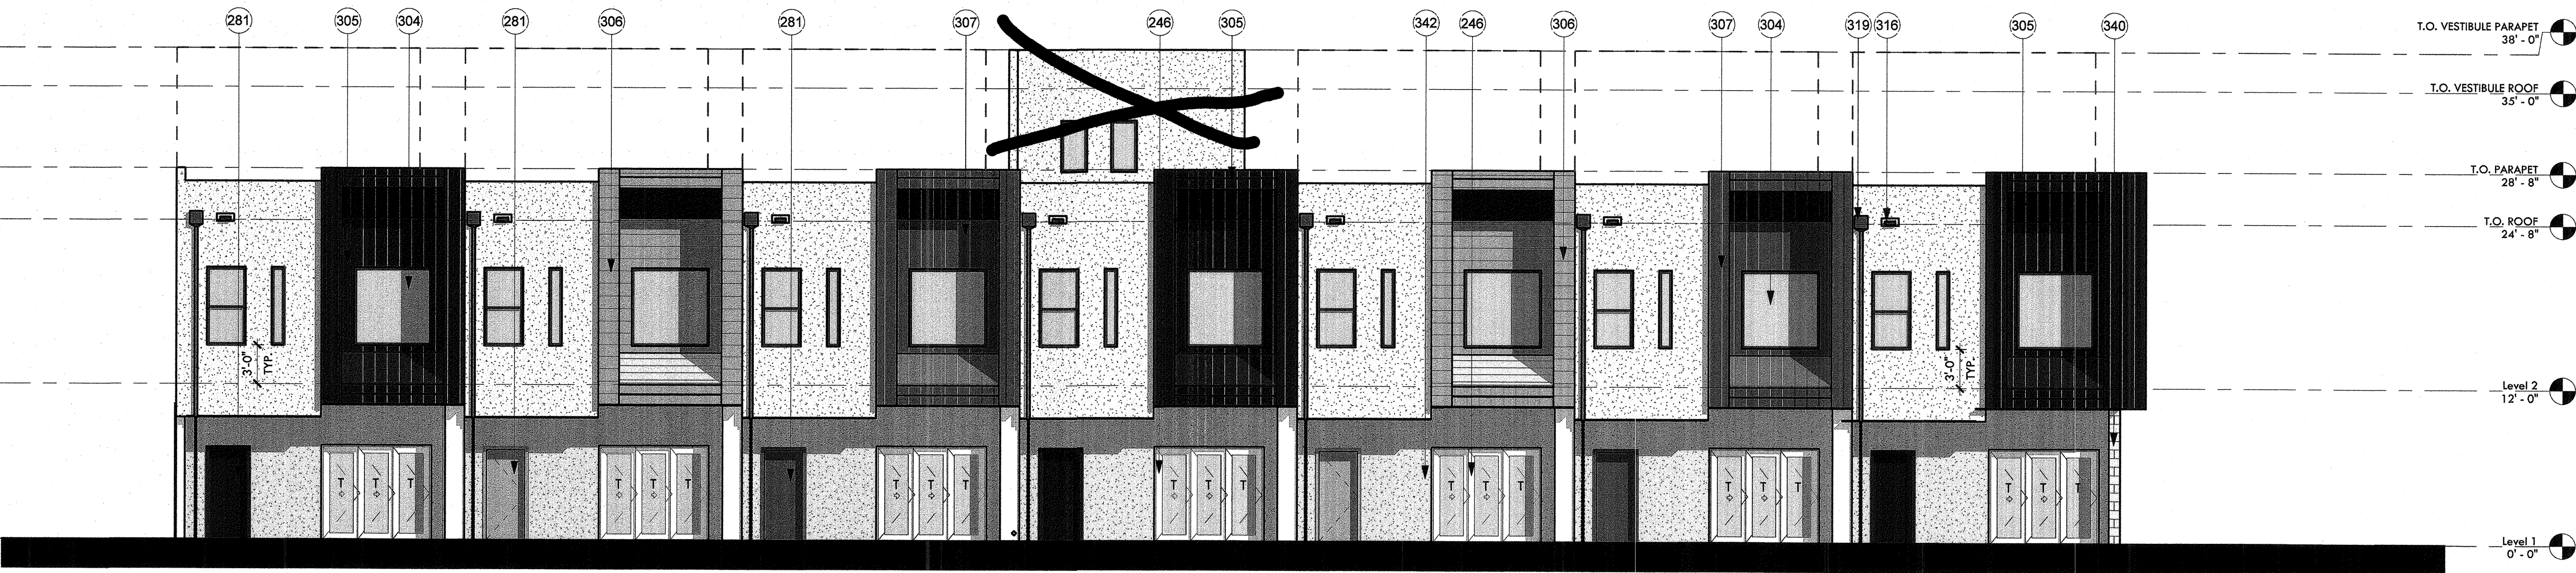 281
305
304
281
306
281
307
246
305
342
246
306
307
304
319
316
305
340
T.O. VESTIBULE PARAPET
38' - 0"
T.O. VESTIBULE ROOF
35' - 0"
T.O. PARAPET
28' - 8"
T.O. ROOF
24' - 8"
3'-0"
TYP.
3'-0"
TYP.
Level 2
12' - 0"
T T T
T T T
T T T
T T T
T T T
T T T
T T T
Level 1
0' - 0"